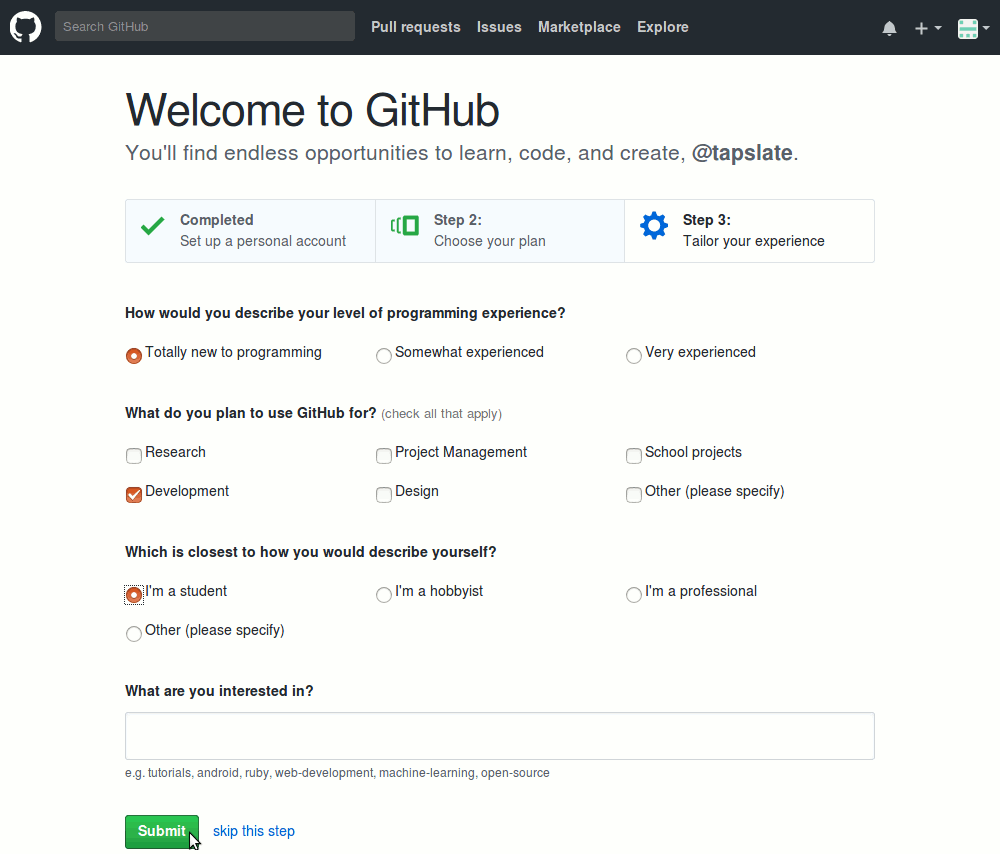 Search GitHub Pull requests Issues Marketplace Explore
Welcome to GitHub
You'll find endless opportunities to learn, code, and create, @tapslate.
Completed Step 2: Step 3:
Set up a personal account Choose your plan Tailor your experience
How would you describe your level of programming experience?
Totally new to programming Somewhat experienced Very experienced
What do you plan to use GitHub for? (check all that apply)
Research Project Management School projects
Development Design Other (please specify)
Which is closest to how you would describe yourself?
I'm a student I'm a hobbyist I'm a professional
Other (please specify)
What are you interested in?
e.g. tutorials, android, ruby, web-development, machine-learning, open-source
Submit skip this step